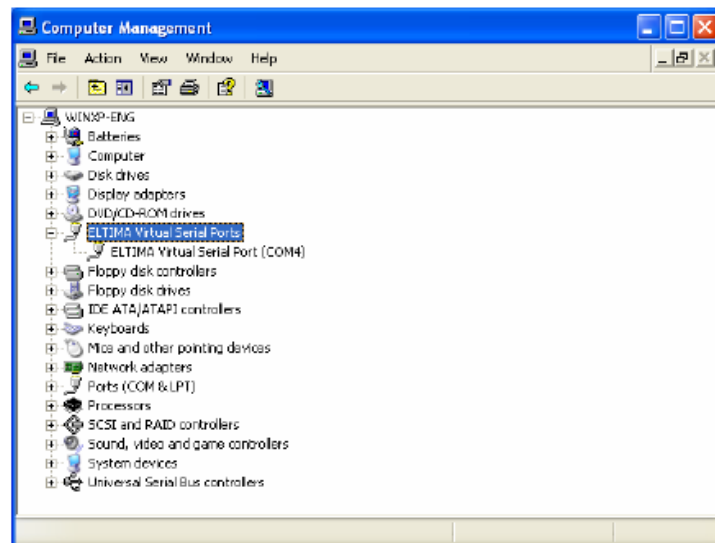 Computer Management
File Action View Window Help
WINXP-ENG
Batteries
Computer
Disk drives
Display adapters
DVD/CD-ROM drives
ELTIMA Virtual Serial Ports
ELTIMA Virtual Serial Port (COM4)
Floppy disk controllers
Floppy disk drives
IDE ATA/ATAPI controllers
Keyboards
Mice and other pointing devices
Network adapters
Ports (COM & LPT)
Processors
SCSI and RAID controllers
Sound, video and game controllers
System devices
Universal Serial Bus controllers